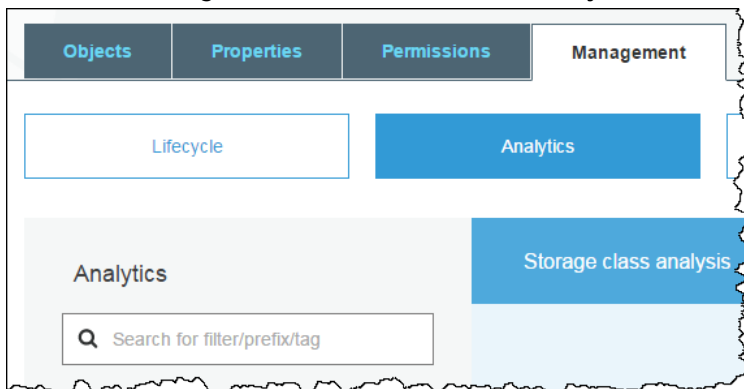 Objects Properties Permissions Management
Lifecycle Analytics
Storage class analysis
Analytics
Search for filter/prefix/tag